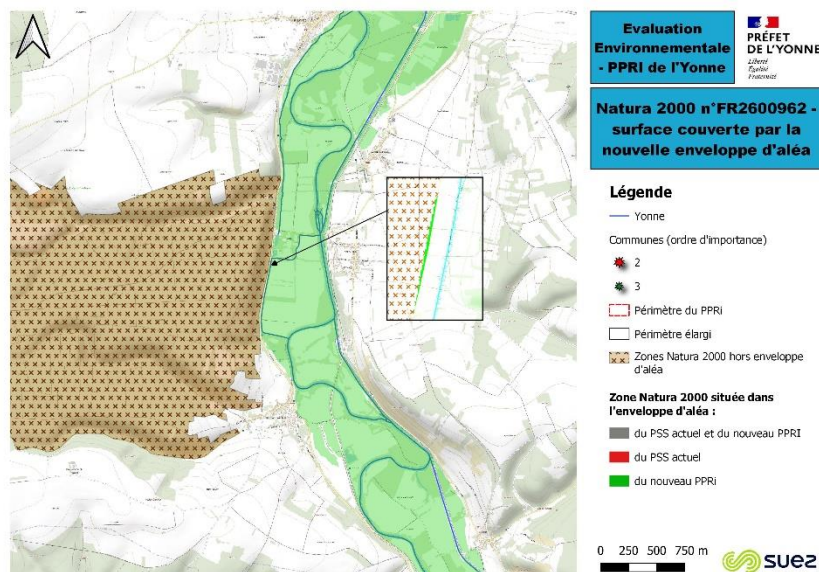 Evaluation
Environnementale
- PPRI de l'Yonne
PRÉFET
DE L'YONNE
Liberté
Égalité
Fraternité
Natura 2000 n°FR2600962 -
surface couverte par la
nouvelle enveloppe d'aléa
Légende
Yonne
Communes (ordre d'importance)
2
3
Périmètre du PPRi
Périmètre élargi
Zones Natura 2000 hors enveloppe
d'aléa
Zone Natura 2000 située dans
l'enveloppe d'aléa :
du PSS actuel et du nouveau PPRI
du PSS actuel
du nouveau PPRi
0 250 500 750 m
suez